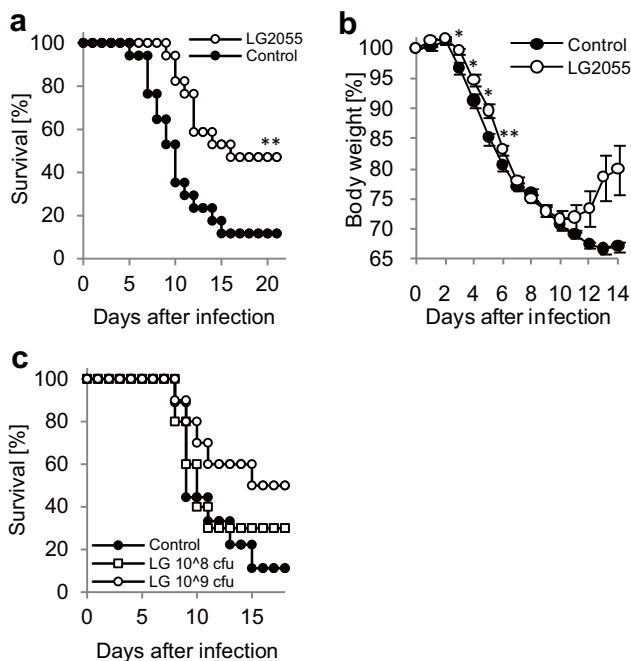 a
LG2055
Control
Survival [%]
100
80
60
40
20
0
**
0 5 10 15 20
Days after infection
b
Control
LG2055
Body weight [%]
100
95
90
85
80
75
70
65
*
*
*
**
0 2 4 6 8 10 12 14
Days after infection
c
Survival [%]
100
80
60
40
20
0
Control
LG 10^8 cfu
LG 10^9 cfu
0 5 10 15
Days after infection